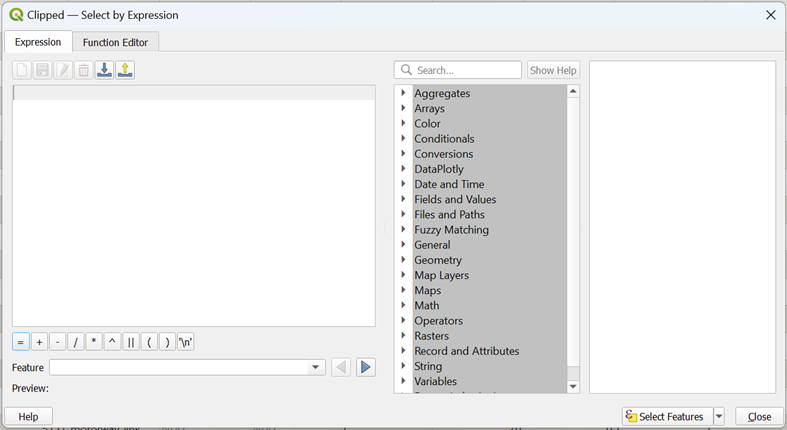 Clipped — Select by Expression
Expression
Function Editor
Search...
Show Help
Aggregates
Arrays
Color
Conditionals
Conversions
DataPlotly
Date and Time
Fields and Values
Files and Paths
Fuzzy Matching
General
Geometry
Map Layers
Maps
Math
Operators
Rasters
Record and Attributes
String
Variables
= + - / * ^ || ( ) '\n'
Feature
Preview:
Help
Select Features
Close